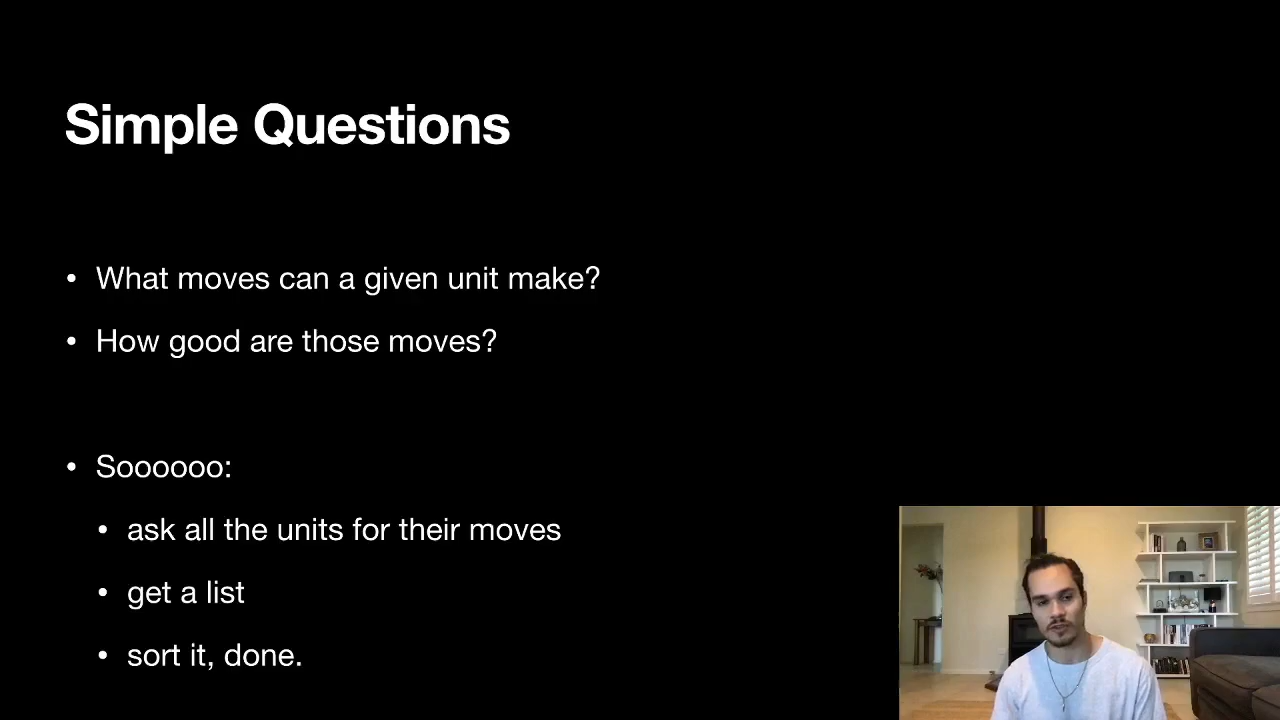 Simple Questions
• What moves can a given unit make?
• How good are those moves?
• Soooooo:
• ask all the units for their moves
• get a list
• sort it, done.